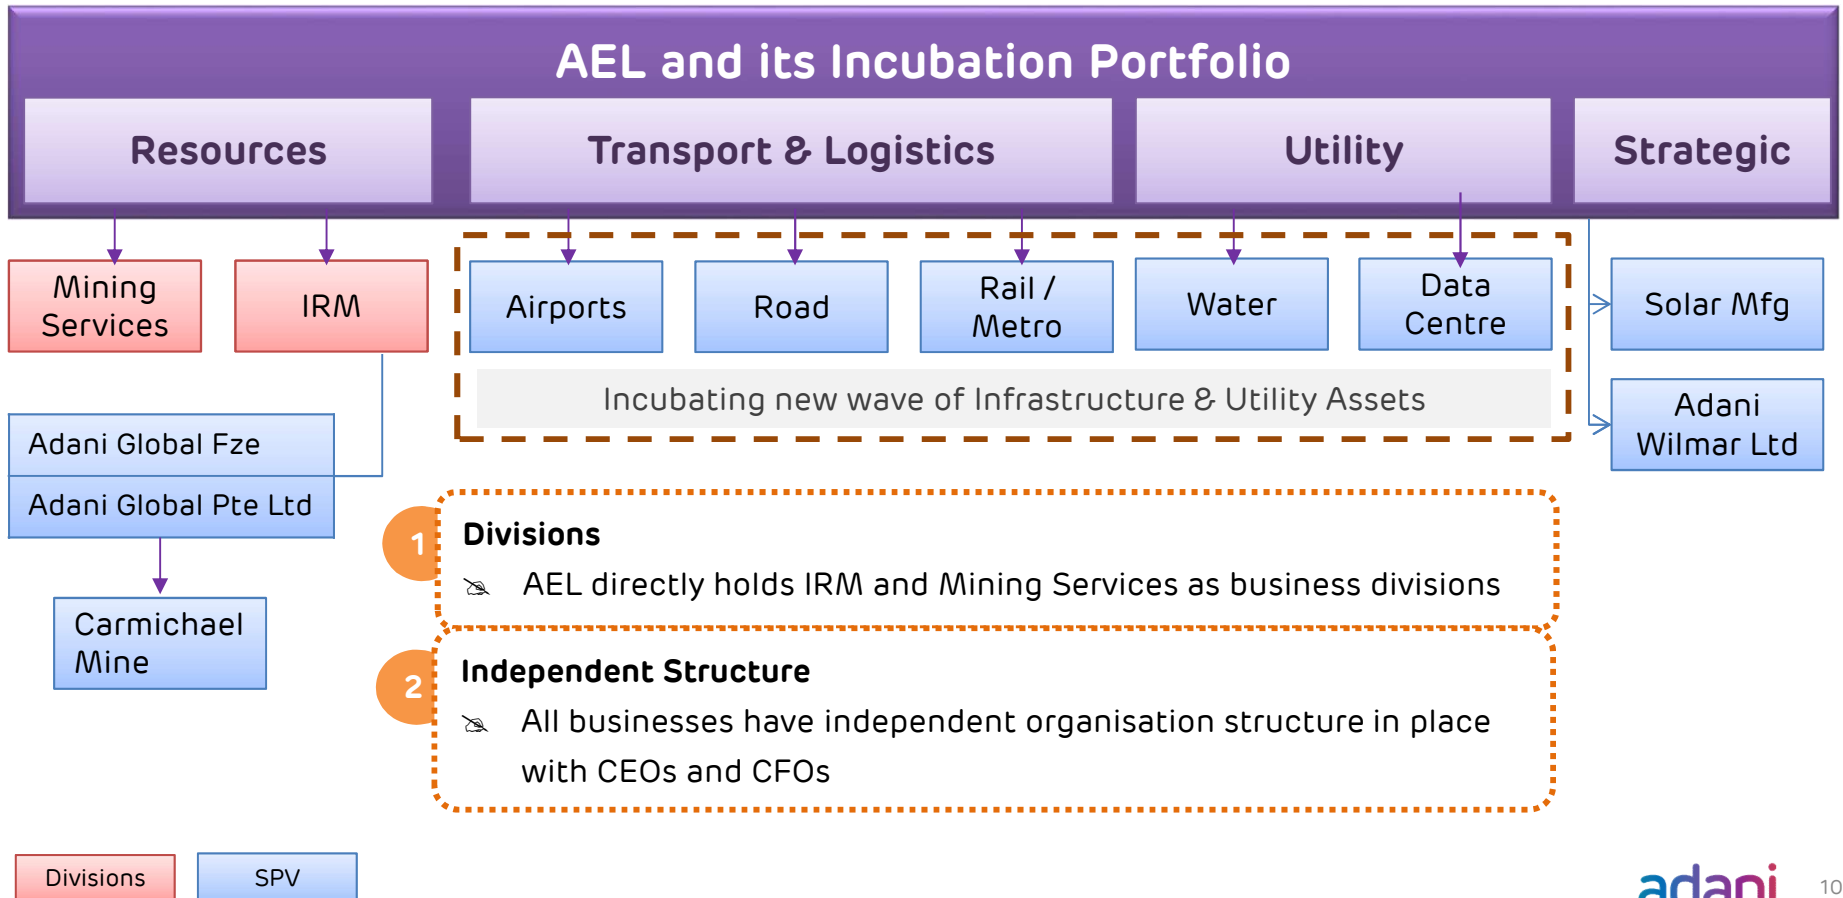 AEL and its Incubation Portfolio
Resources
Transport & Logistics
Utility
Strategic
Mining
Services
IRM
Airports
Road
Rail /
Metro
Water
Data
Centre
Solar Mfg
Incubating new wave of Infrastructure & Utility Assets
Adani
Wilmar Ltd
Adani Global Fze
Adani Global Pte Ltd
Carmichael
Mine
1
Divisions
AEL directly holds IRM and Mining Services as business divisions
2
Independent Structure
All businesses have independent organisation structure in place
with CEOs and CFOs
Divisions
SPV
adani
10